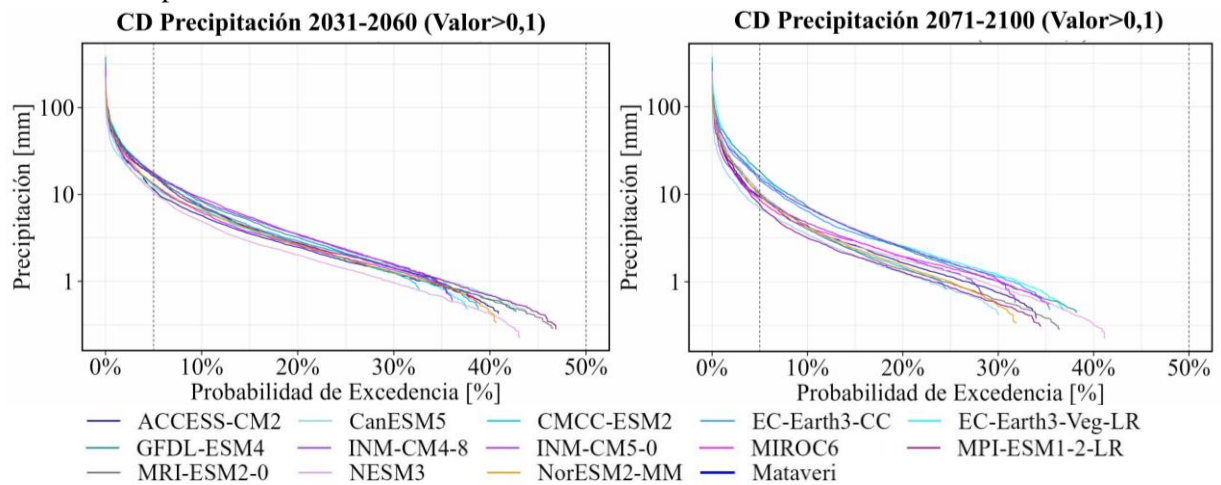 CD Precipitación 2031-2060 (Valor>0,1)
CD Precipitación 2071-2100 (Valor>0,1)
Precipitación [mm]
100
10
1
0% 10% 20% 30% 40% 50%
Probabilidad de Excedencia [%]
Precipitación [mm]
100
10
1
0% 10% 20% 30% 40% 50%
Probabilidad de Excedencia [%]
ACCESS-CM2 CanESM5 CMCC-ESM2 EC-Earth3-CC EC-Earth3-Veg-LR
GFDL-ESM4 INM-CM4-8 INM-CM5-0 MIROC6 MPI-ESM1-2-LR
MRI-ESM2-0 NESM3 NorESM2-MM Mataveri